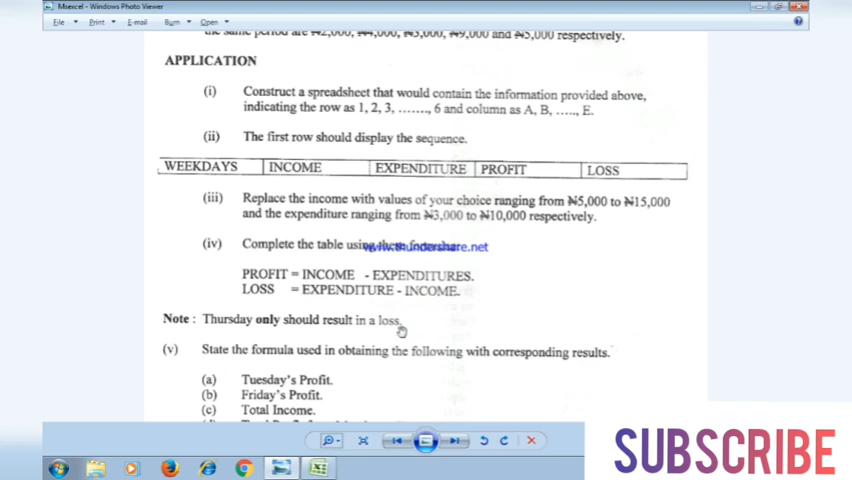 Msexcel - Windows Photo Viewer
File Print E-mail Burn Open
the same period are ₦2,000, ₦4,000, ₦3,000, ₦9,000 and ₦5,000 respectively.
APPLICATION
(i) Construct a spreadsheet that would contain the information provided above,
indicating the row as 1, 2, 3, ......., 6 and column as A, B, ....., E.
(ii) The first row should display the sequence.
WEEKDAYS INCOME EXPENDITURE PROFIT LOSS
(iii) Replace the income with values of your choice ranging from ₦5,000 to ₦15,000
and the expenditure ranging from ₦3,000 to ₦10,000 respectively.
(iv) Complete the table using these
www.thundershare.net
PROFIT = INCOME - EXPENDITURES.
LOSS = EXPENDITURE - INCOME.
Note : Thursday only should result in a loss.
(v) State the formula used in obtaining the following with corresponding results.
(a) Tuesday's Profit.
(b) Friday's Profit.
(c) Total Income.
SUBSCRIBE